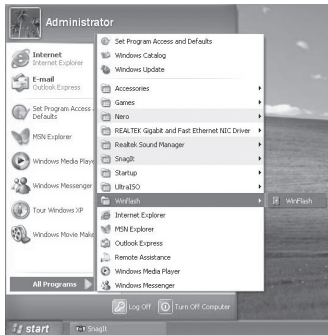 Administrator
Internet
Internet Explorer
E-mail
Outlook Express
Set Program Access
Defaults
MSN Explorer
Windows Media Playe
Windows Messenger
Tour Windows XP
Windows Movie Make
All Programs
Set Program Access and Defaults
Windows Catalog
Windows Update
Accessories
Games
Nero
REALTEK Gigabit and Fast Ethernet NIC Driver
Realtek Sound Manager
SnagIt
Startup
UltraISO
WinFlash
Internet Explorer
MSN Explorer
Outlook Express
Remote Assistance
Windows Media Player
Windows Messenger
WinFlash
Log Off
Turn Off Computer
start
SnagIt